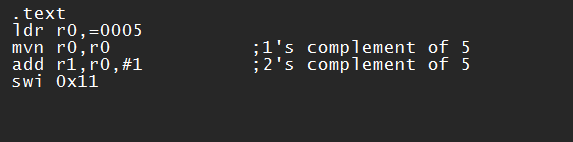 .text
ldr r0,=0005
mvn r0,r0 ;1's complement of 5
add r1,r0,#1 ;2's complement of 5
swi 0x11